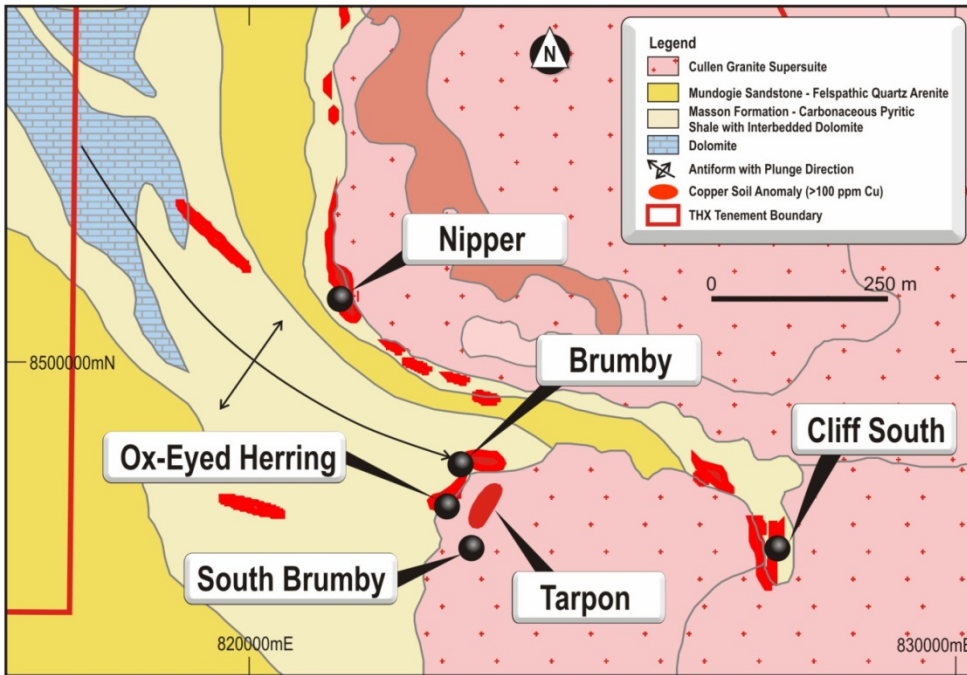 N
Legend
Cullen Granite Supersuite
Mundogie Sandstone - Felspathic Quartz Arenite
Masson Formation - Carbonaceous Pyritic
Shale with Interbedded Dolomite
Dolomite
Antiform with Plunge Direction
Copper Soil Anomaly (>100 ppm Cu)
THX Tenement Boundary
0 250 m
Nipper
8500000mN
Brumby
Cliff South
Ox-Eyed Herring
South Brumby
Tarpon
820000mE
830000mE